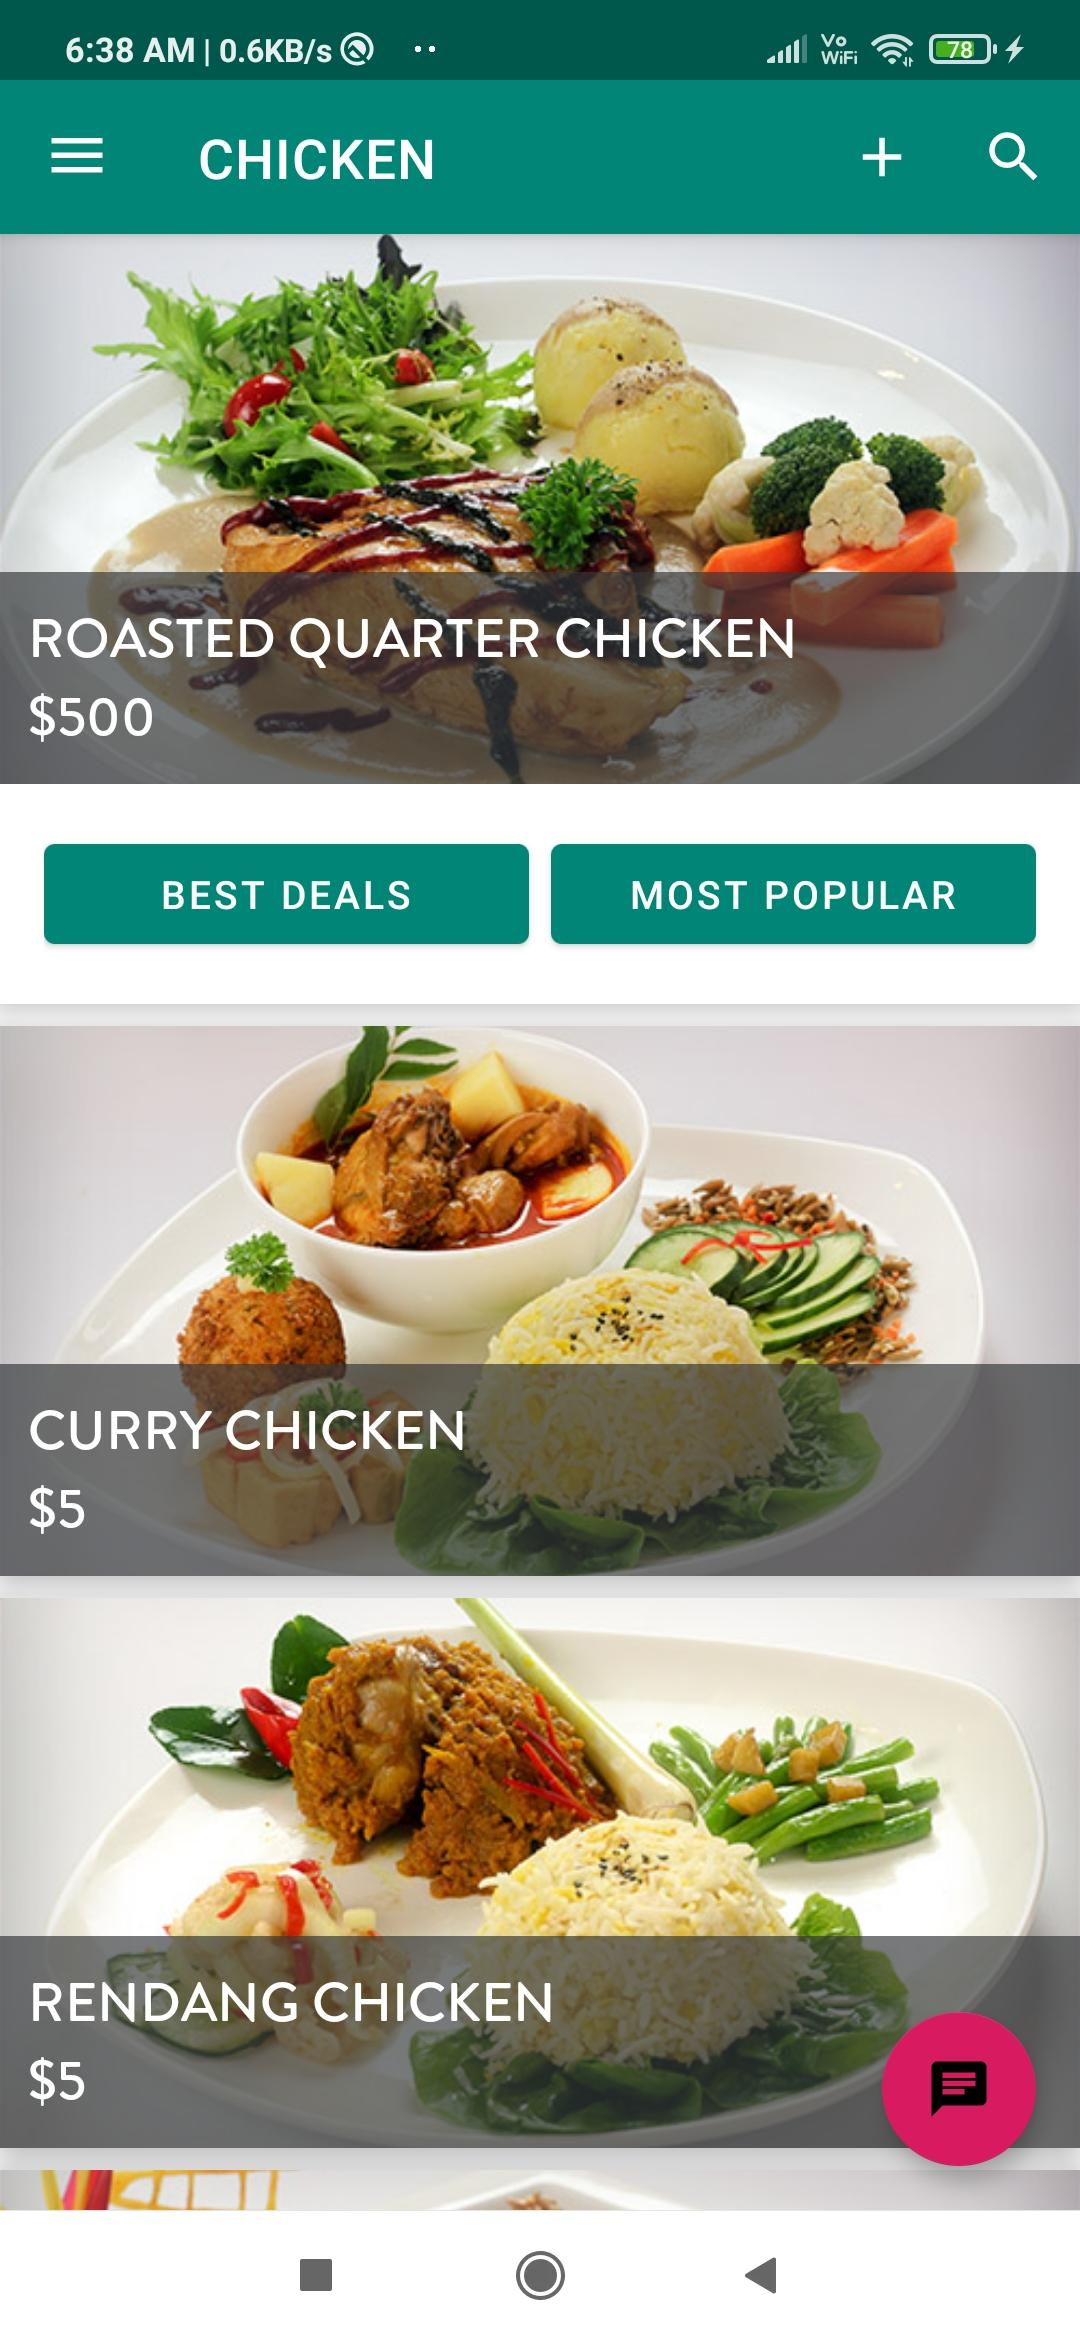 6:38 AM | 0.6KB/s
Vo
WiFi
78
CHICKEN
ROASTED QUARTER CHICKEN
$500
BEST DEALS
MOST POPULAR
CURRY CHICKEN
$5
RENDANG CHICKEN
$5